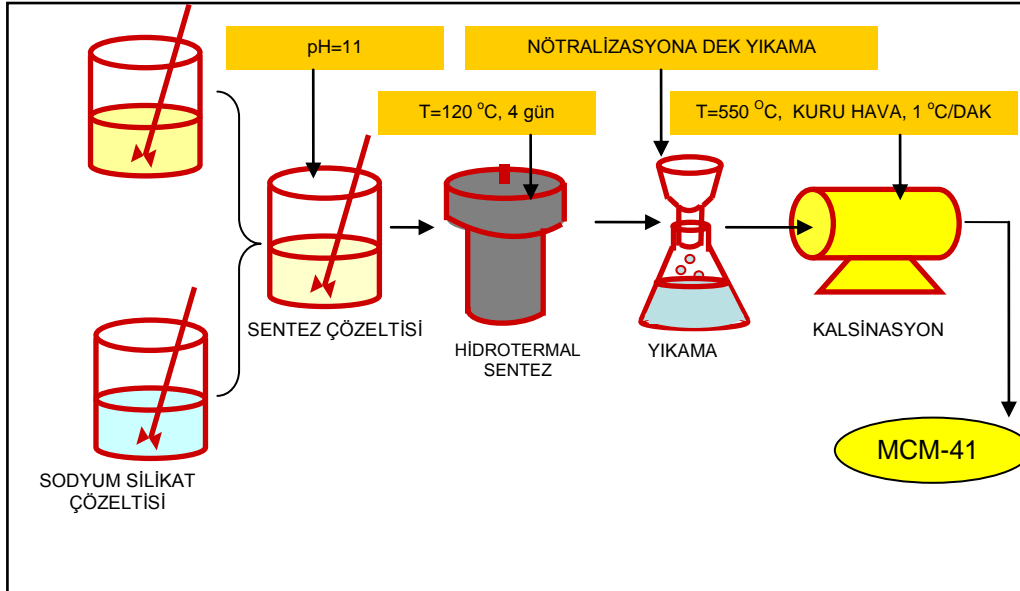 pH=11
NÖTRALİZASYONA DEK YIKAMA
T=120 °C, 4 gün
T=550 °C, KURU HAVA, 1 °C/DAK
SENTEZ ÇÖZELTİSİ
HİDROTERMAL
SENTEZ
YIKAMA
KALSİNASYON
MCM-41
SODYUM SİLİKAT
ÇÖZELTİSİ